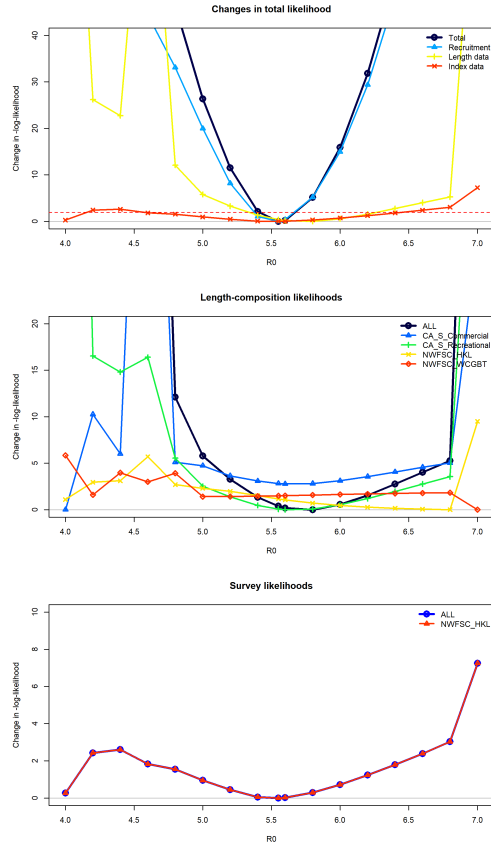 Changes in total likelihood
Change in -log-likelihood
40
30
20
10
0
Total
Recruitment
Length data
Index data
4.0 4.5 5.0 5.5 6.0 6.5 7.0
R0
Length-composition likelihoods
Change in -log-likelihood
20
15
10
5
0
ALL
CA_S_Commercial
CA_S_Recreational
NWFSC_HKL
NWFSC_WCGBT
4.0 4.5 5.0 5.5 6.0 6.5 7.0
R0
Survey likelihoods
Change in -log-likelihood
10
8
6
4
2
0
ALL
NWFSC_HKL
4.0 4.5 5.0 5.5 6.0 6.5 7.0
R0